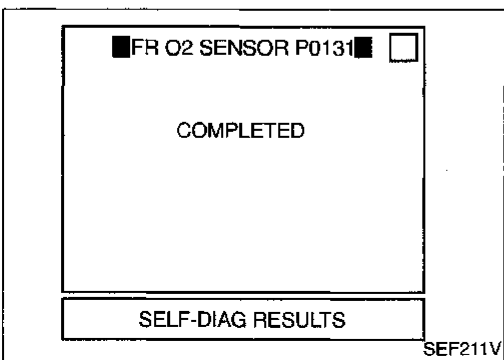 FR O2 SENSOR P0131
COMPLETED
SELF-DIAG RESULTS
SEF211V